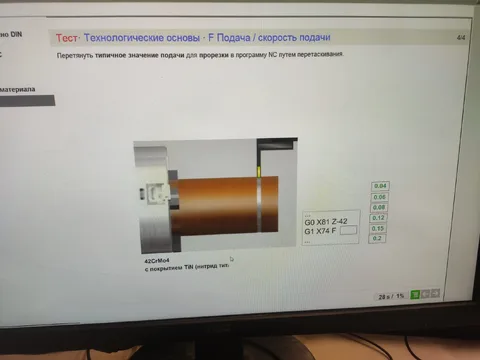 но DIN
Тест· Технологические основы · F Подача / скорость подачи
4/4
Перетянуть типичное значение подачи для прорезки в программу NC путем перетаскивания.
материала
...
G0 X81 Z-42
G1 X74 F
...
0.04
0.06
0.08
0.12
0.15
0.2
42CrMo4
с покрытием TiN (нитрид тит.
28 s / 1%